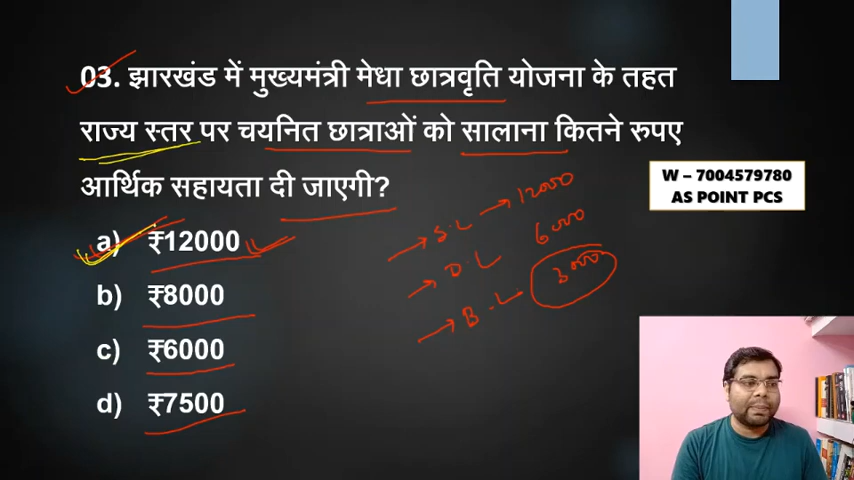 03. झारखंड में मुख्यमंत्री मेधा छात्रवृति योजना के तहत
राज्य स्तर पर चयनित छात्राओं को सालाना कितने रुपए
आर्थिक सहायता दी जाएगी?
W – 7004579780
AS POINT PCS
a) ₹12000
b) ₹8000
c) ₹6000
d) ₹7500
S.L 12000
D.L 6000
B.L 3000